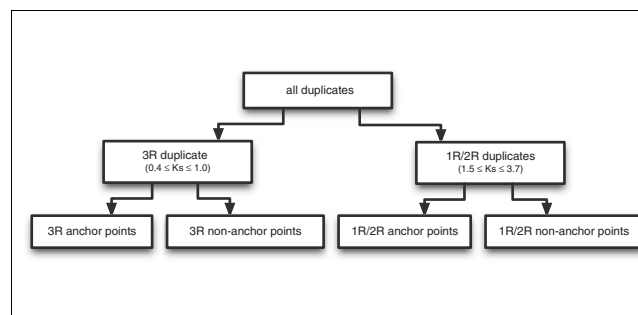 all duplicates
3R duplicate
(0.4 ≤ Ks ≤ 1.0)
1R/2R duplicates
(1.5 ≤ Ks ≤ 3.7)
3R anchor points
3R non-anchor points
1R/2R anchor points
1R/2R non-anchor points